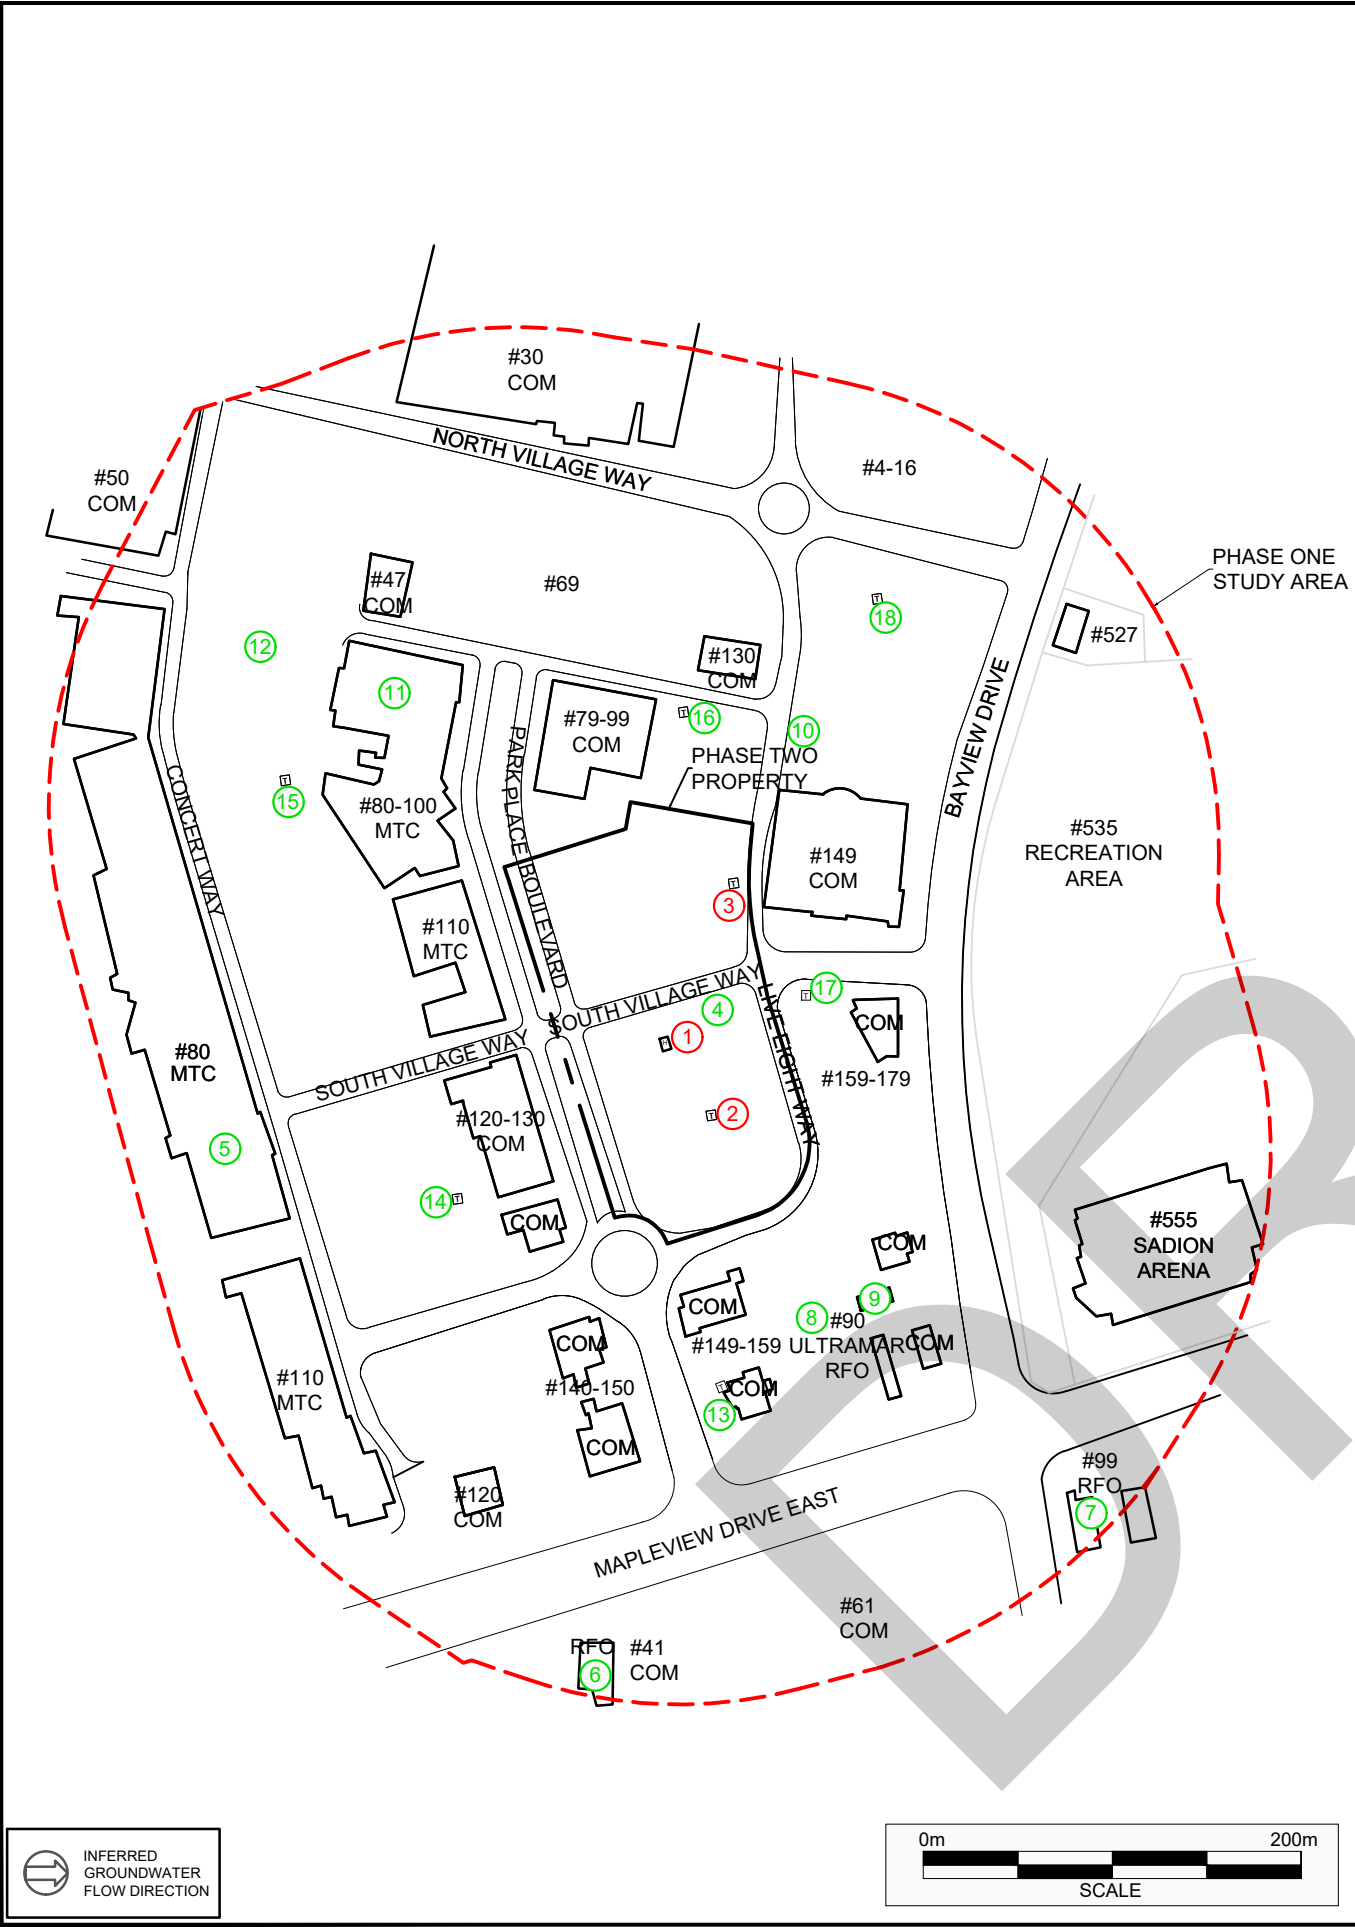 #30
COM
NORTH VILLAGE WAY
#4-16
#50
COM
PHASE ONE
STUDY AREA
#47
COM
#69
18
#527
12
#130
COM
11
16
#79-99
COM
10
PHASE TWO
PROPERTY
BAYVIEW DRIVE
PARK PLACE BOULEVARD
CONCERT WAY
15
#80-100
MTC
#535
RECREATION
AREA
#149
COM
3
#110
MTC
SOUTH VILLAGE WAY
17
4
COM
1
LIVE EIGHT WAY
#80
MTC
SOUTH VILLAGE WAY
#159-179
#120-130
COM
2
5
14
COM
#555
SADION
ARENA
COM
9
COM
8
#90
ULTRAMAR
RFO
COM
#149-159
COM
#140-150
COM
13
#110
MTC
COM
#99
RFO
7
#120
COM
MAPLEVIEW DRIVE EAST
#61
COM
RFO
#41
COM
6
INFERRED
GROUNDWATER
FLOW DIRECTION
0m 200m
SCALE
DR